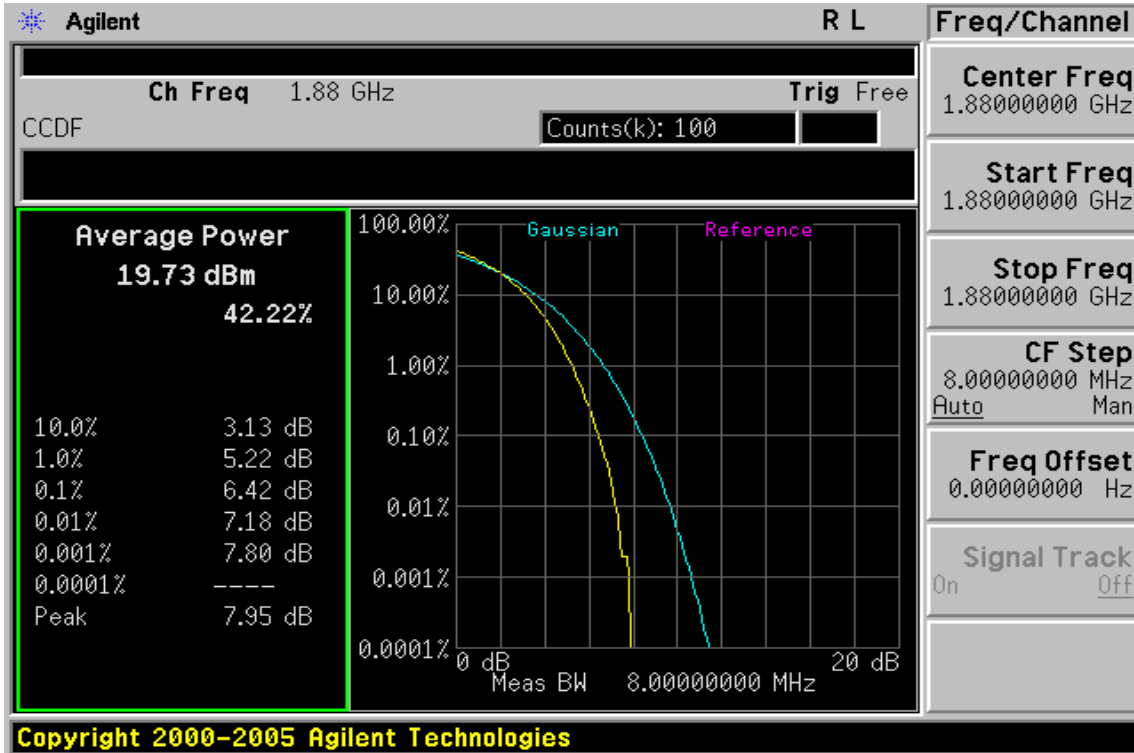 Agilent R L
Ch Freq 1.88 GHz Trig Free
CCDF Counts(k): 100
Average Power
19.73 dBm
42.22%
10.0% 3.13 dB
1.0% 5.22 dB
0.1% 6.42 dB
0.01% 7.18 dB
0.001% 7.80 dB
0.0001% ----
Peak 7.95 dB
Gaussian Reference
100.00%
10.00%
1.00%
0.10%
0.01%
0.001%
0.0001%
0 dB 20 dB
Meas BW 8.00000000 MHz
Freq/Channel
Center Freq
1.88000000 GHz
Start Freq
1.88000000 GHz
Stop Freq
1.88000000 GHz
CF Step
8.00000000 MHz
Auto Man
Freq Offset
0.00000000 Hz
Signal Track
On Off
Copyright 2000-2005 Agilent Technologies